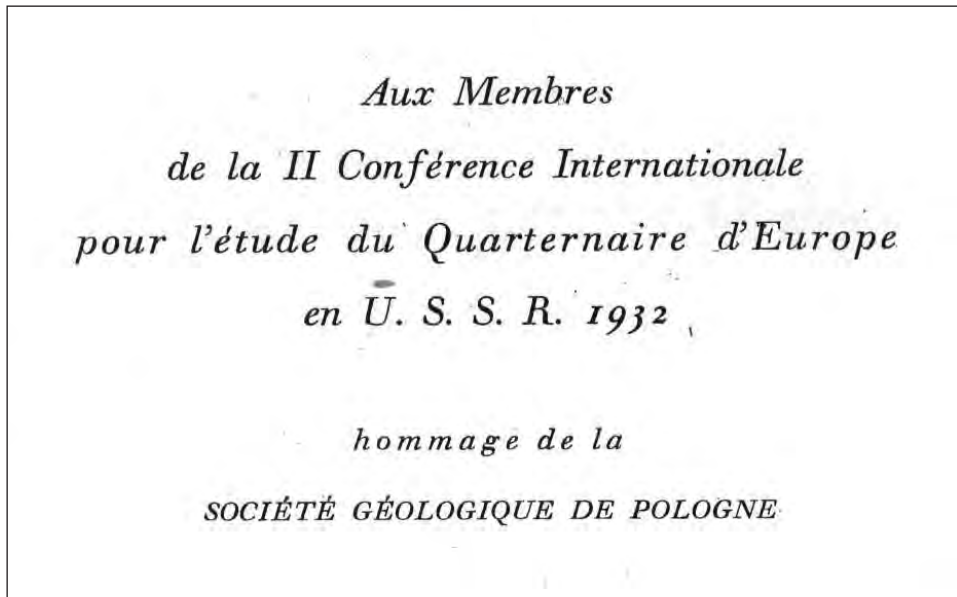 Aux Membres
de la II Conférence Internationale
pour l'étude du Quarternaire d'Europe
en U. S. S. R. 1932
hommage de la
SOCIÉTÉ GÉOLOGIQUE DE POLOGNE